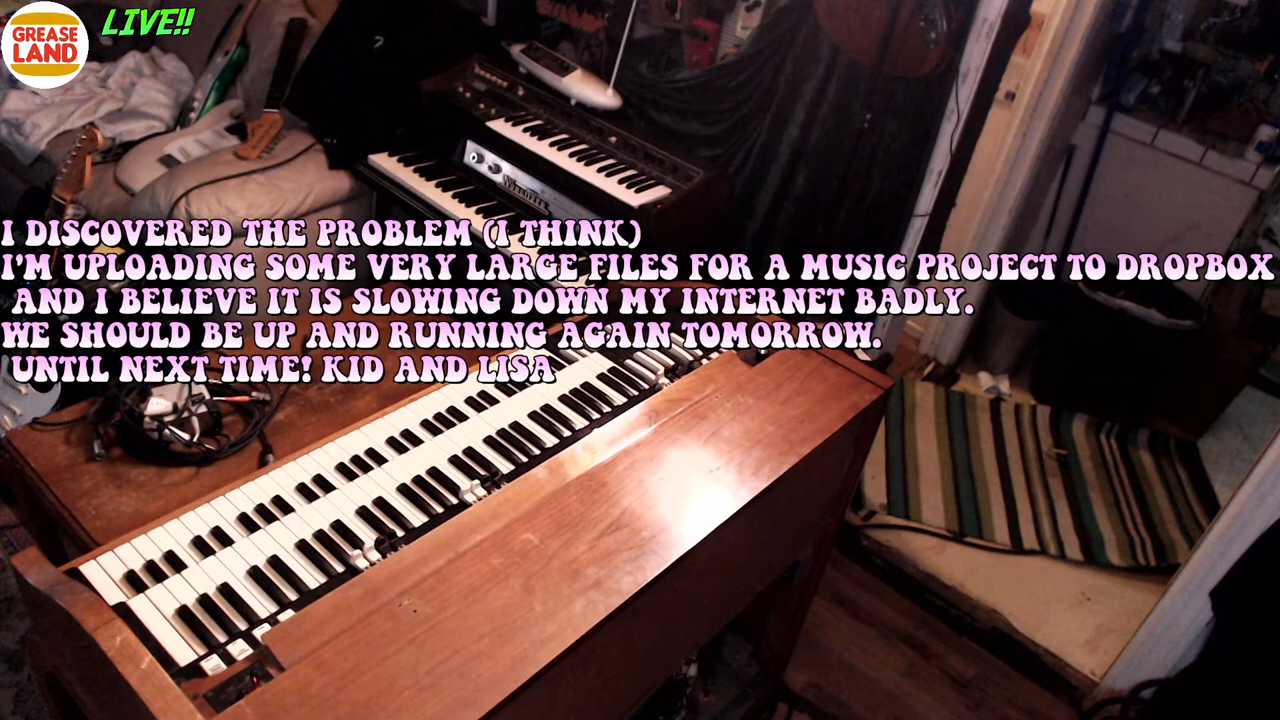 GREASE
LAND
LIVE!!
I DISCOVERED THE PROBLEM (I THINK)
I'M UPLOADING SOME VERY LARGE FILES FOR A MUSIC PROJECT TO DROPBOX
AND I BELIEVE IT IS SLOWING DOWN MY INTERNET BADLY.
WE SHOULD BE UP AND RUNNING AGAIN TOMORROW.
UNTIL NEXT TIME! KID AND LISA